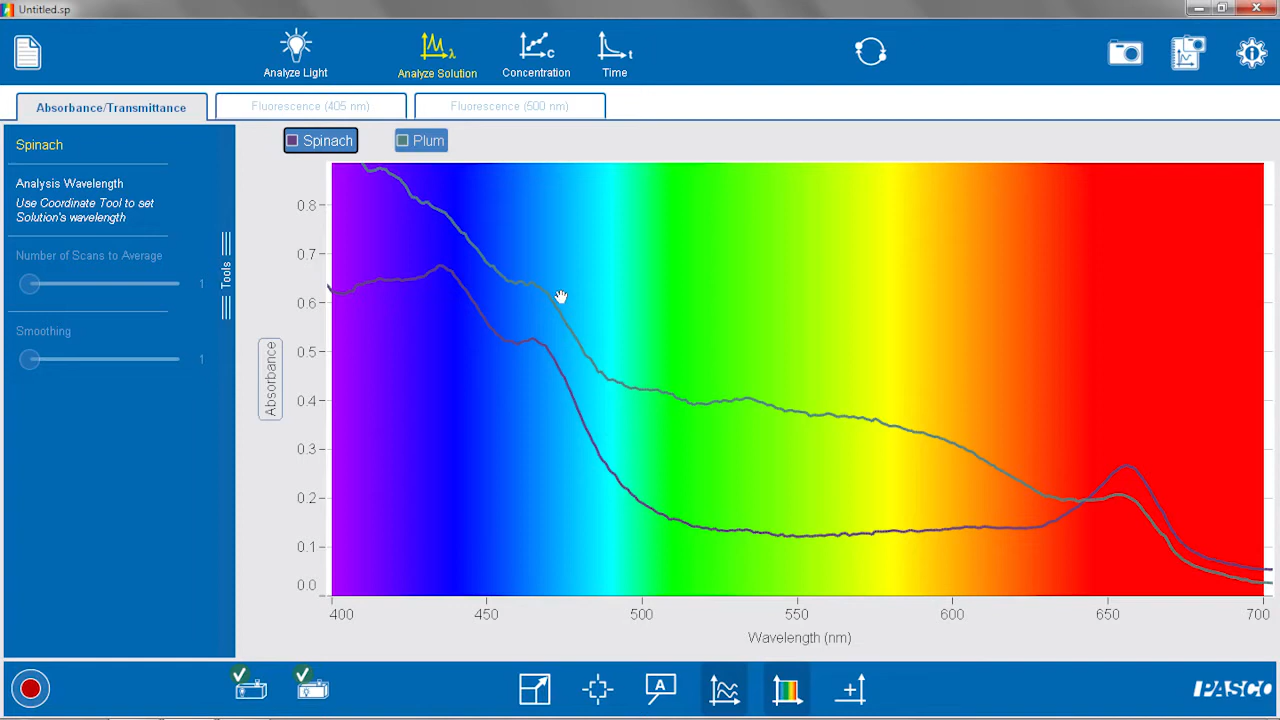 Untitled.sp
Analyze Light
Analyze Solution
Concentration
Time
Absorbance/Transmittance
Fluorescence (405 nm)
Fluorescence (500 nm)
Spinach
Analysis Wavelength
Use Coordinate Tool to set
Solution's wavelength
Number of Scans to Average
1
Smoothing
1
Tools
Spinach
Plum
Absorbance
0.8
0.7
0.6
0.5
0.4
0.3
0.2
0.1
0.0
400
450
500
550
600
650
700
Wavelength (nm)
A
PASCO